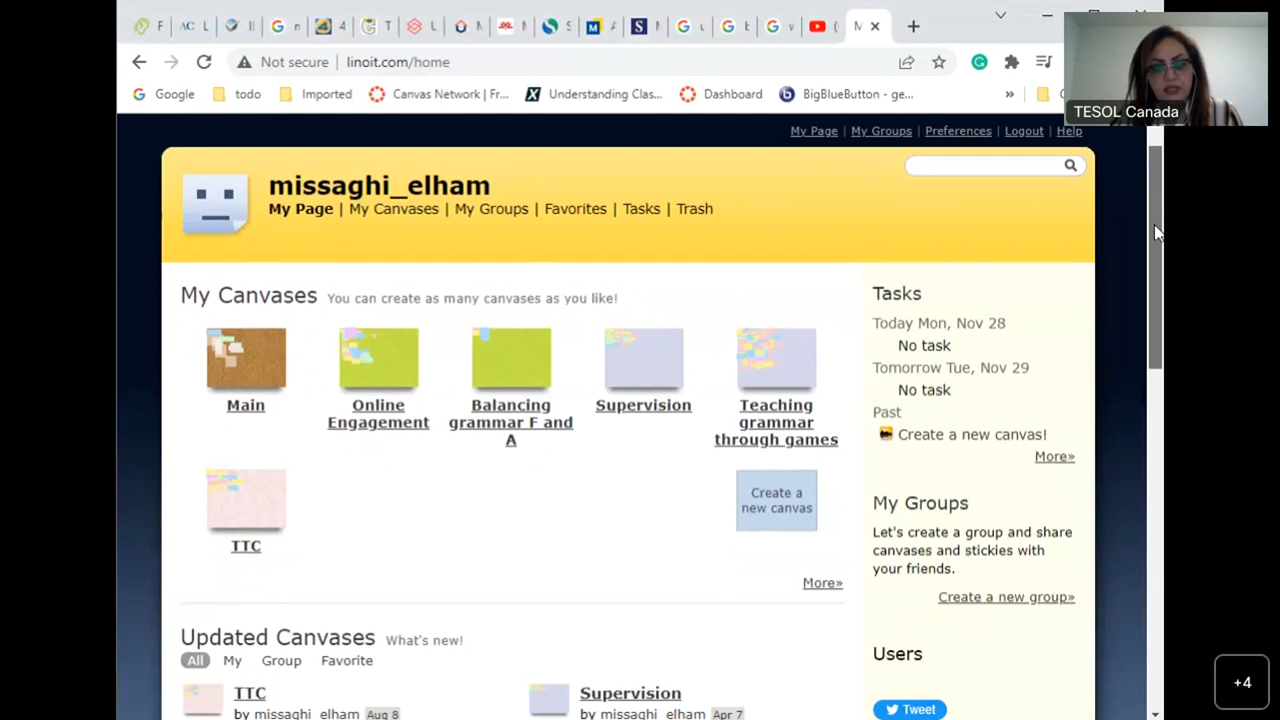 Not secure
linoit.com/home
Google
todo
Imported
Canvas Network | Fr...
Understanding Clas...
Dashboard
BigBlueButton - ge...
»
TESOL Canada
My Page | My Groups | Preferences | Logout | Help
missaghi_elham
My Page | My Canvases | My Groups | Favorites | Tasks | Trash
My Canvases You can create as many canvases as you like!
Main
Online
Engagement
Balancing
grammar F and
A
Supervision
Teaching
grammar
through games
TTC
Create a
new canvas
More»
Updated Canvases What's new!
All My Group Favorite
TTC
by missaghi_elham Aug 8
Supervision
by missaghi_elham Apr 7
Tasks
Today Mon, Nov 28
No task
Tomorrow Tue, Nov 29
No task
Past
Create a new canvas!
More»
My Groups
Let's create a group and share
canvases and stickies with
your friends.
Create a new group»
Users
Tweet
+4